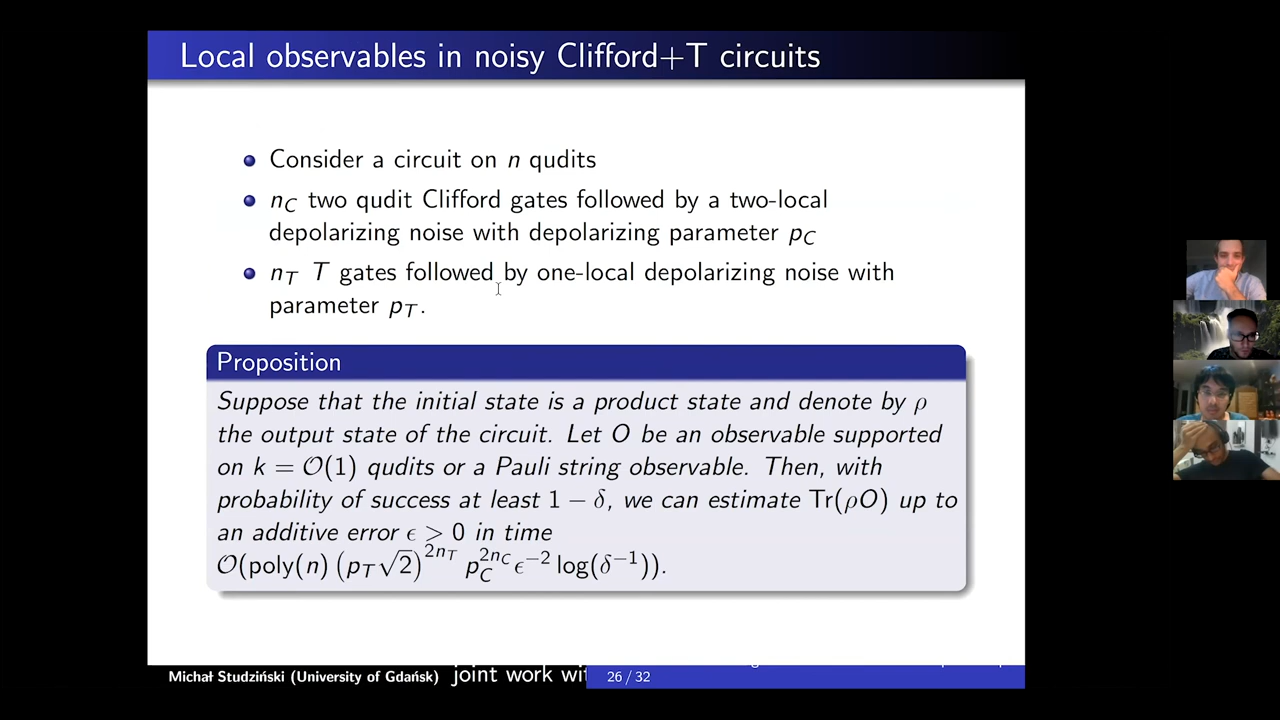 Local observables in noisy Clifford+T circuits
Consider a circuit on n qudits
n_C two qudit Clifford gates followed by a two-local
depolarizing noise with depolarizing parameter p_C
n_T T gates followed by one-local depolarizing noise with
parameter p_T.
Proposition
Suppose that the initial state is a product state and denote by ρ
the output state of the circuit. Let O be an observable supported
on k = 𝒪(1) qudits or a Pauli string observable. Then, with
probability of success at least 1 − δ, we can estimate Tr(ρO) up to
an additive error ϵ > 0 in time
𝒪(poly(n) (p_T√2)^{2n_T} p_C^{2n_C} ϵ^{−2} log(δ^{−1})).
Michał Studziński (University of Gdańsk) joint work wit 26 / 32